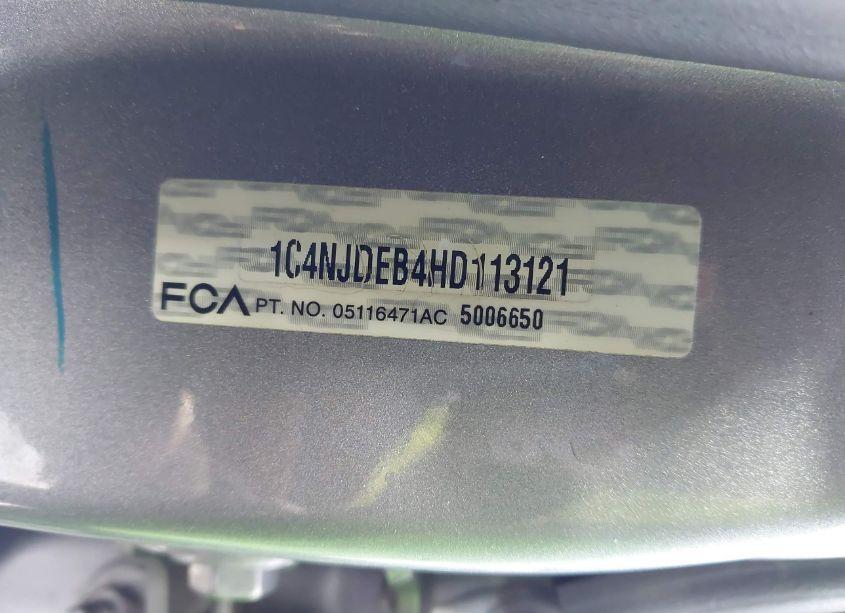 1C4NJDEB4HD113121
FCA PT. NO. 05116471AC 5006650